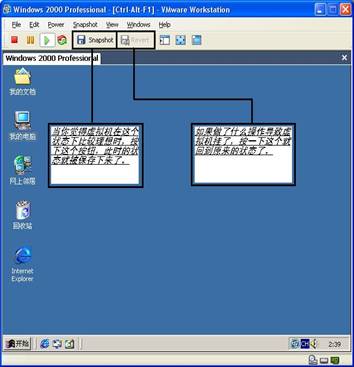 Windows 2000 Professional - [Ctrl-Alt-F1] - VMware Workstation
File Edit Power Snapshot View Windows Help
Snapshot Revert
Windows 2000 Professional
我的文档
我的电脑
网上邻居
回收站
Internet Explorer
当你觉得虚拟机在这个
状态下比较理想时，按
下这个按钮，此时的状
态就被保存下来了。
如果做了什么操作导致虚
拟机挂了，按一下这个就
回到原来的状态了。
开始
CH
2:39